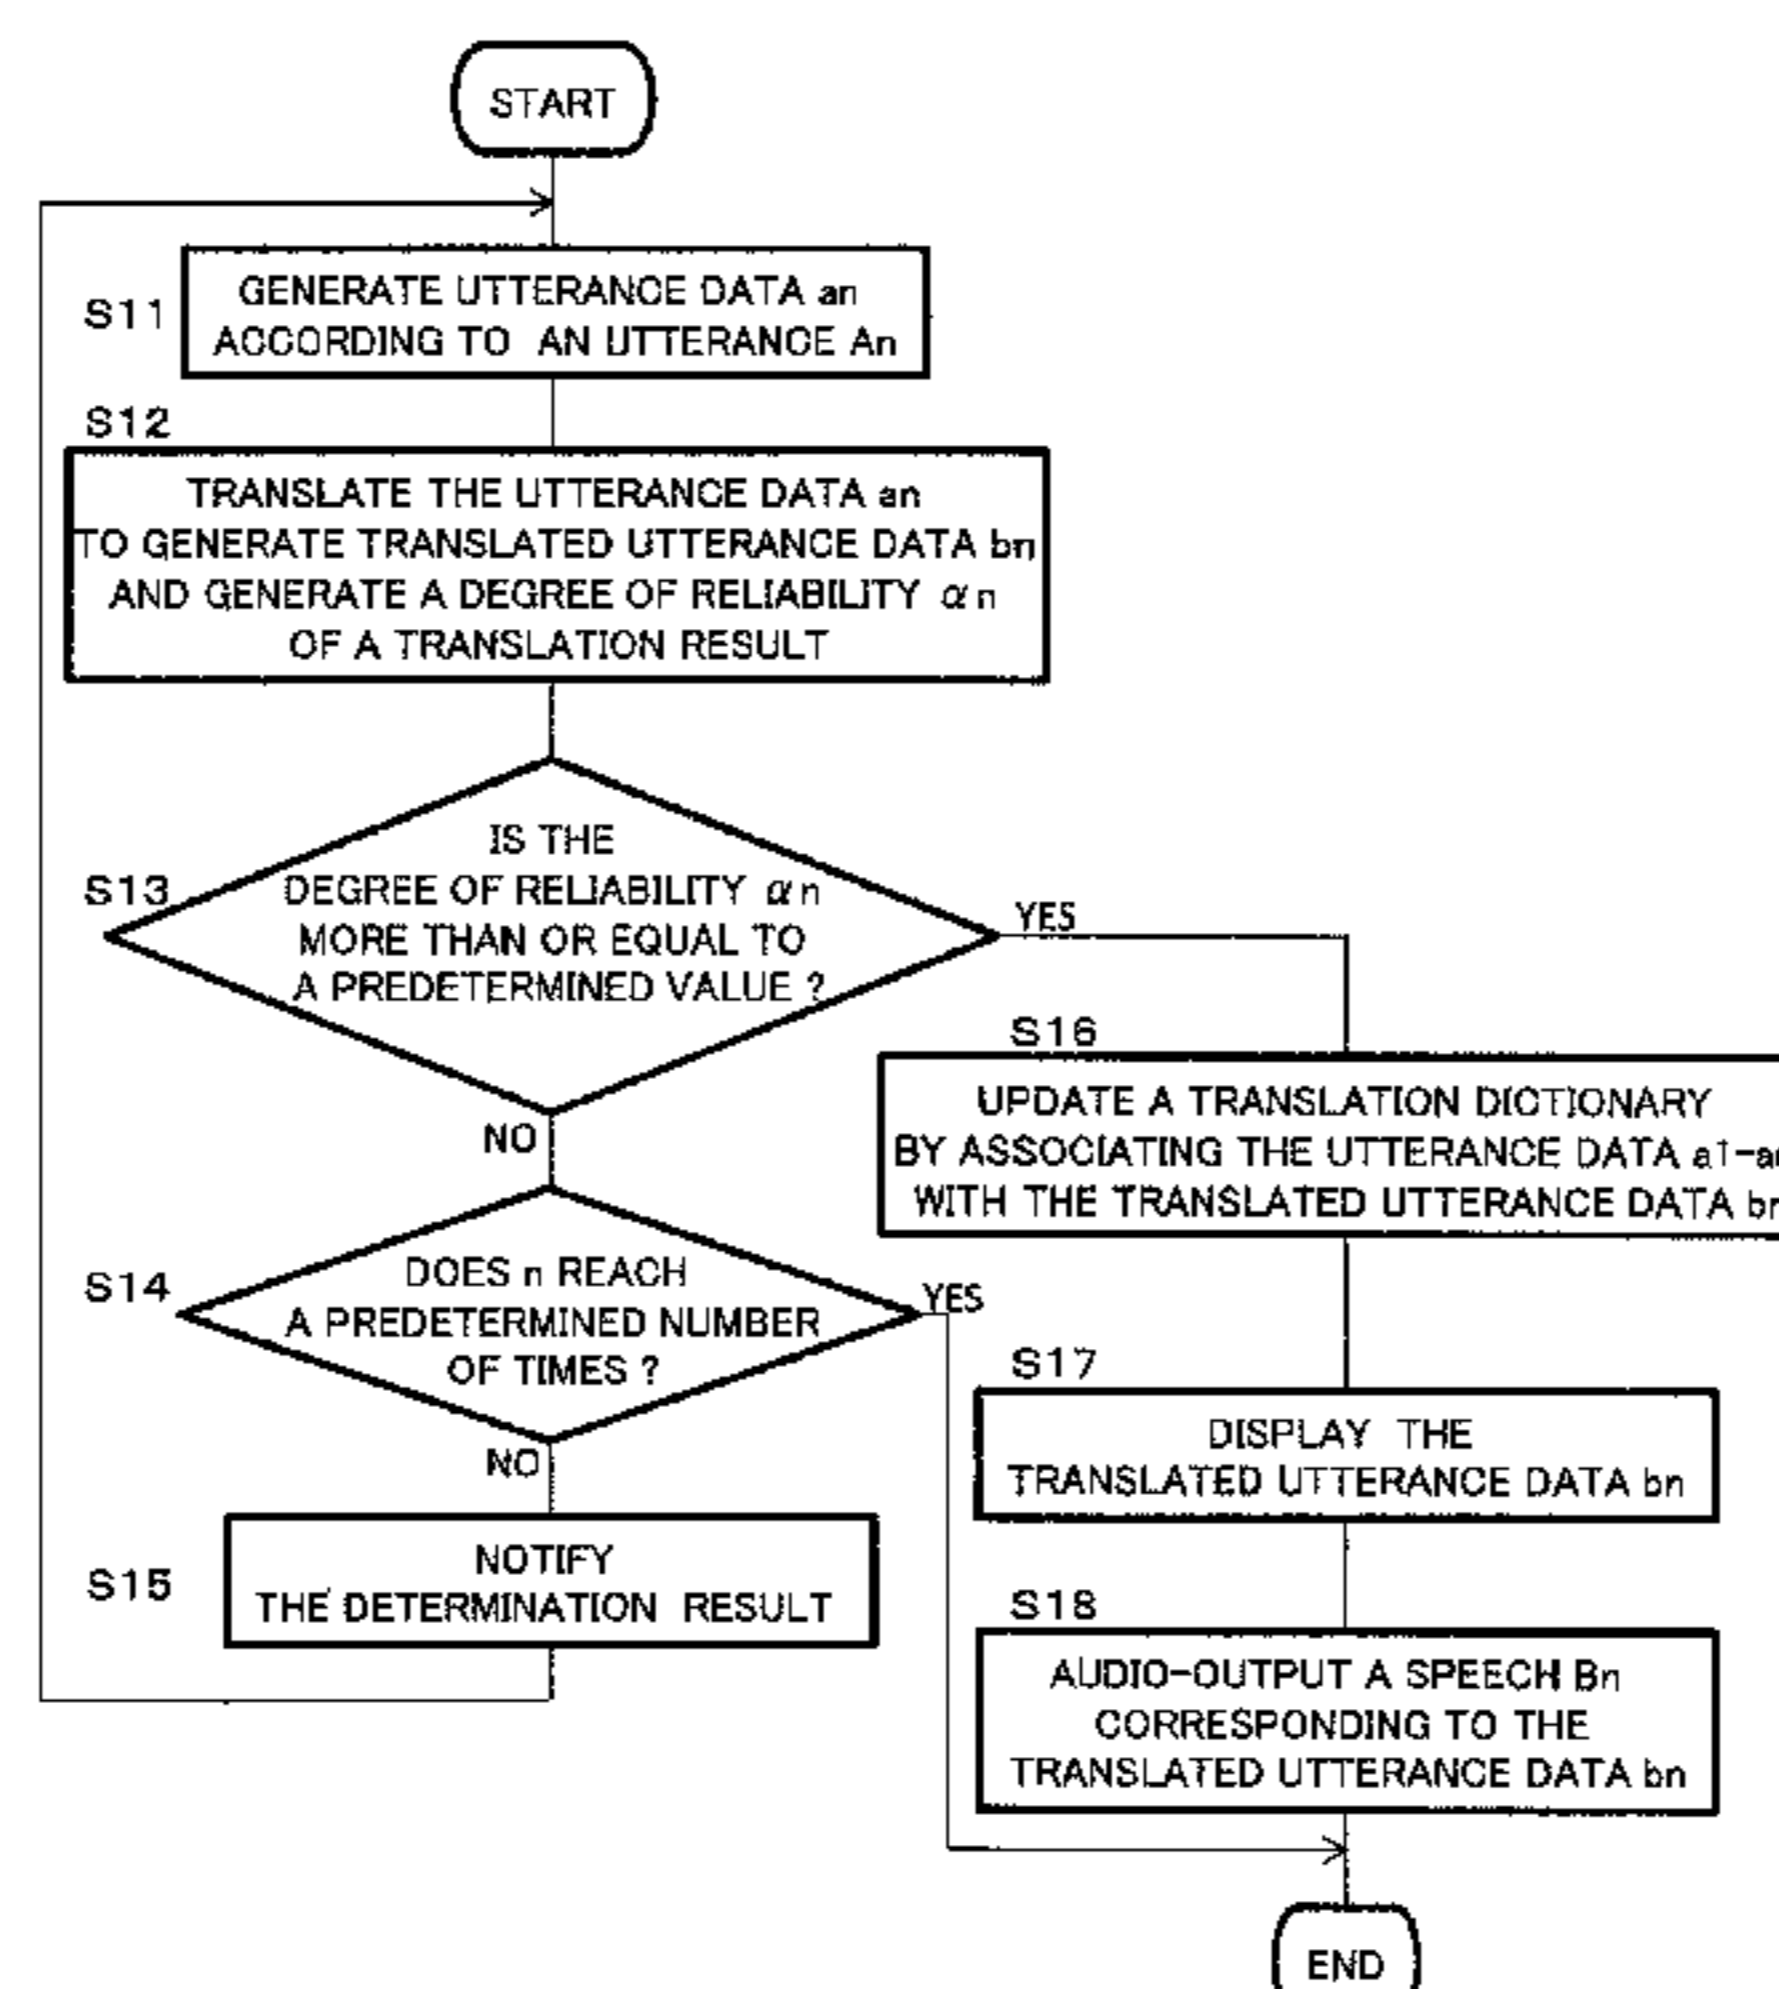 START
S11
GENERATE UTTERANCE DATA an
ACCORDING TO AN UTTERANCE An
S12
TRANSLATE THE UTTERANCE DATA an
TO GENERATE TRANSLATED UTTERANCE DATA bn
AND GENERATE A DEGREE OF RELIABILITY αn
OF A TRANSLATION RESULT
S13
IS THE
DEGREE OF RELIABILITY αn
MORE THAN OR EQUAL TO
A PREDETERMINED VALUE ?
YES
NO
S14
DOES n REACH
A PREDETERMINED NUMBER
OF TIMES ?
YES
NO
S15
NOTIFY
THE DETERMINATION RESULT
S16
UPDATE A TRANSLATION DICTIONARY
BY ASSOCIATING THE UTTERANCE DATA
WITH THE TRANSLATED UTTERANCE DATA
S17
DISPLAY THE
TRANSLATED UTTERANCE DATA bn
S18
AUDIO-OUTPUT A SPEECH Bn
CORRESPONDING TO THE
TRANSLATED UTTERANCE DATA bn
END